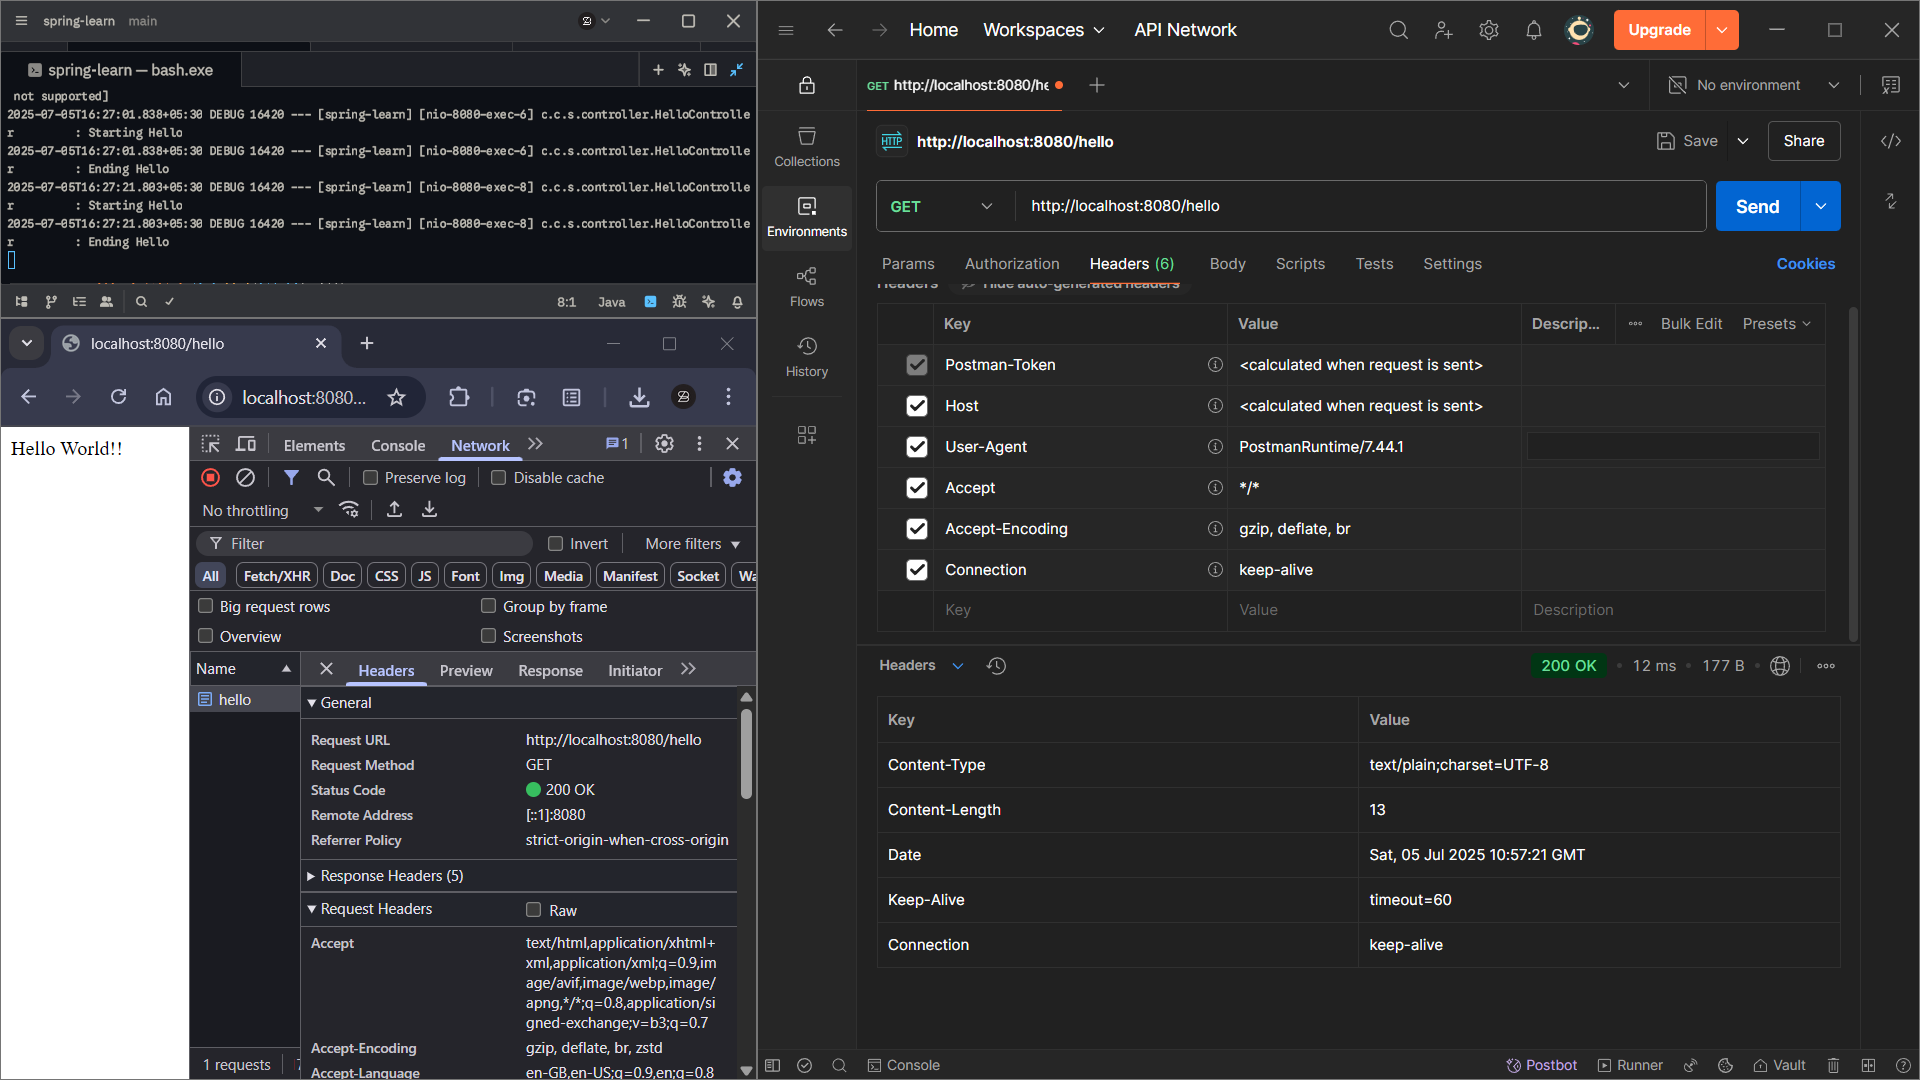 spring-learn main
spring-learn — bash.exe
not supported]
2025-07-05T16:27:01.838+05:30 DEBUG 16420 --- [spring-learn] [nio-8080-exec-6] c.c.s.controller.HelloControlle
r : Starting Hello
2025-07-05T16:27:01.838+05:30 DEBUG 16420 --- [spring-learn] [nio-8080-exec-6] c.c.s.controller.HelloControlle
r : Ending Hello
2025-07-05T16:27:21.803+05:30 DEBUG 16420 --- [spring-learn] [nio-8080-exec-8] c.c.s.controller.HelloControlle
r : Starting Hello
2025-07-05T16:27:21.803+05:30 DEBUG 16420 --- [spring-learn] [nio-8080-exec-8] c.c.s.controller.HelloControlle
r : Ending Hello
8:1 Java
localhost:8080/hello
localhost:8080...
Hello World!!
Elements Console Network 1
Preserve log Disable cache
No throttling
Filter Invert More filters
All Fetch/XHR Doc CSS JS Font Img Media Manifest Socket Wa
Big request rows Group by frame
Overview Screenshots
Name Headers Preview Response Initiator
hello
General
Request URL http://localhost:8080/hello
Request Method GET
Status Code 200 OK
Remote Address [::1]:8080
Referrer Policy strict-origin-when-cross-origin
Response Headers (5)
Request Headers Raw
Accept text/html,application/xhtml+
xml,application/xml;q=0.9,im
age/avif,image/webp,image/
apng,*/*;q=0.8,application/si
gned-exchange;v=b3;q=0.7
Accept-Encoding gzip, deflate, br, zstd
Accept-Language en-GB,en-US;q=0.9,en;q=0.8
1 requests 7
Home Workspaces API Network Upgrade
GET http://localhost:8080/he No environment
Collections
Environments
Flows
History
HTTP http://localhost:8080/hello Save Share
GET http://localhost:8080/hello Send
Params Authorization Headers (6) Body Scripts Tests Settings Cookies
Headers Hide auto-generated headers
Key Value Descrip... Bulk Edit Presets
Postman-Token <calculated when request is sent>
Host <calculated when request is sent>
User-Agent PostmanRuntime/7.44.1
Accept */*
Accept-Encoding gzip, deflate, br
Connection keep-alive
Key Value Description
Headers 200 OK 12 ms 177 B
Key Value
Content-Type text/plain;charset=UTF-8
Content-Length 13
Date Sat, 05 Jul 2025 10:57:21 GMT
Keep-Alive timeout=60
Connection keep-alive
Console Postbot Runner Vault